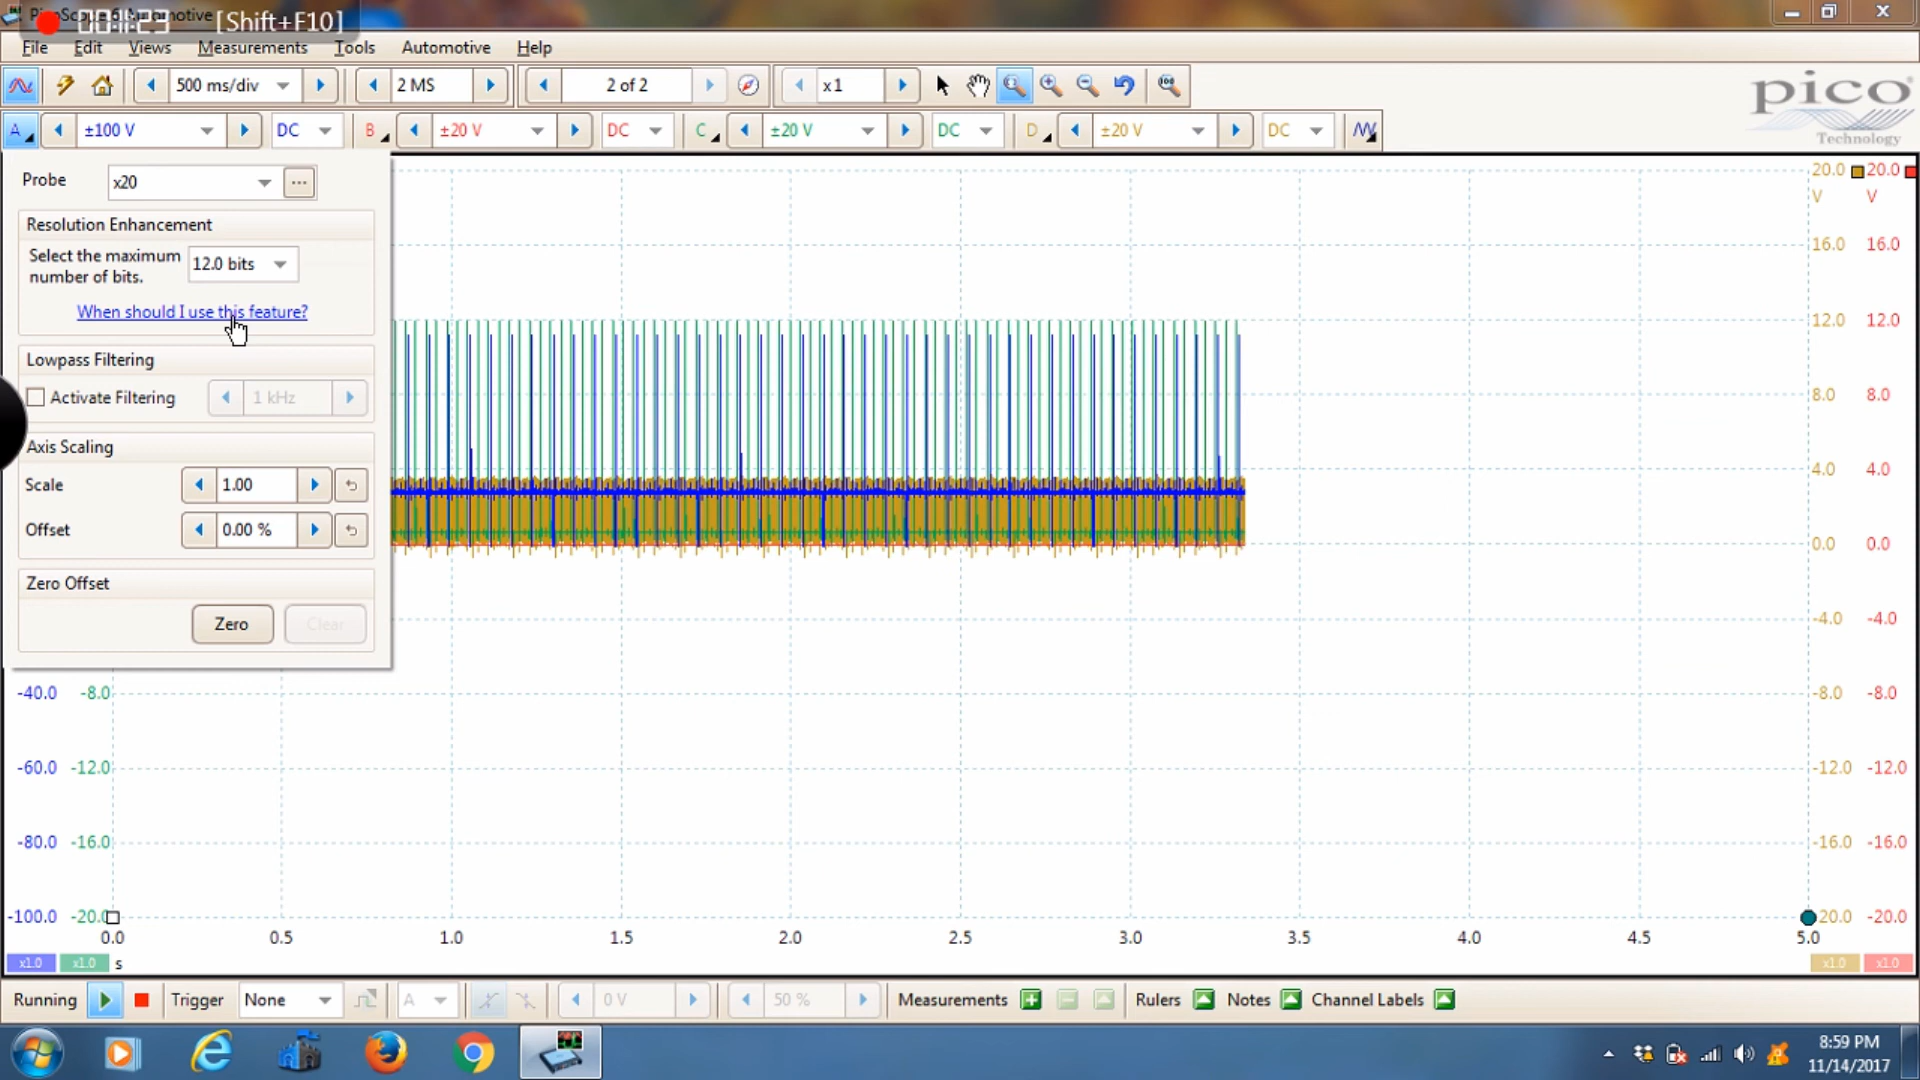 PicoScope 6 Automotive
[Shift+F10]
File Edit Views Measurements Tools Automotive Help
500 ms/div 2 MS 2 of 2 x1
pico
Technology
A ±100 V DC B ±20 V DC C ±20 V DC D ±20 V DC
Probe x20 ...
Resolution Enhancement
Select the maximum number of bits. 12.0 bits
When should I use this feature?
Lowpass Filtering
Activate Filtering 1 kHz
Axis Scaling
Scale 1.00
Offset 0.00 %
Zero Offset
Zero Clear
20.0 20.0
V V
16.0 16.0
12.0 12.0
8.0 8.0
4.0 4.0
0.0 0.0
-4.0 -4.0
-40.0 -8.0 -8.0 -8.0
-60.0 -12.0 -12.0 -12.0
-80.0 -16.0 -16.0 -16.0
-100.0 -20.0 20.0 -20.0
0.0 0.5 1.0 1.5 2.0 2.5 3.0 3.5 4.0 4.5 5.0
x1.0 x1.0 s x1.0 x1.0
Running Trigger None A 0 V 50 % Measurements Rulers Notes Channel Labels
8:59 PM
11/14/2017